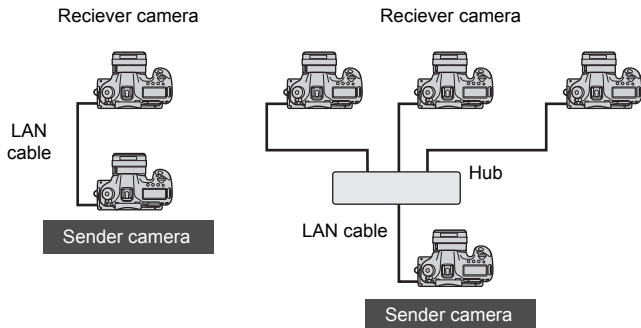 Reciever camera
LAN
cable
Sender camera
Reciever camera
Hub
LAN cable
Sender camera